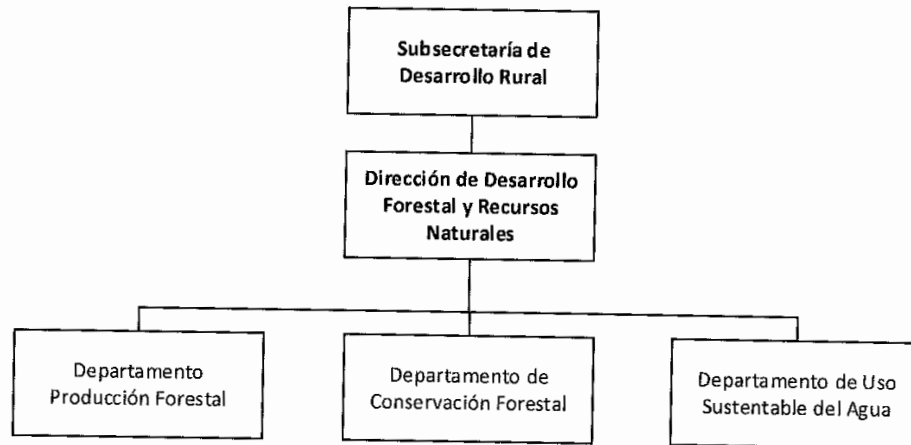 Subsecretaría de
Desarrollo Rural
Dirección de Desarrollo
Forestal y Recursos
Naturales
Departamento
Producción Forestal
Departamento de
Conservación Forestal
Departamento de Uso
Sustentable del Agua